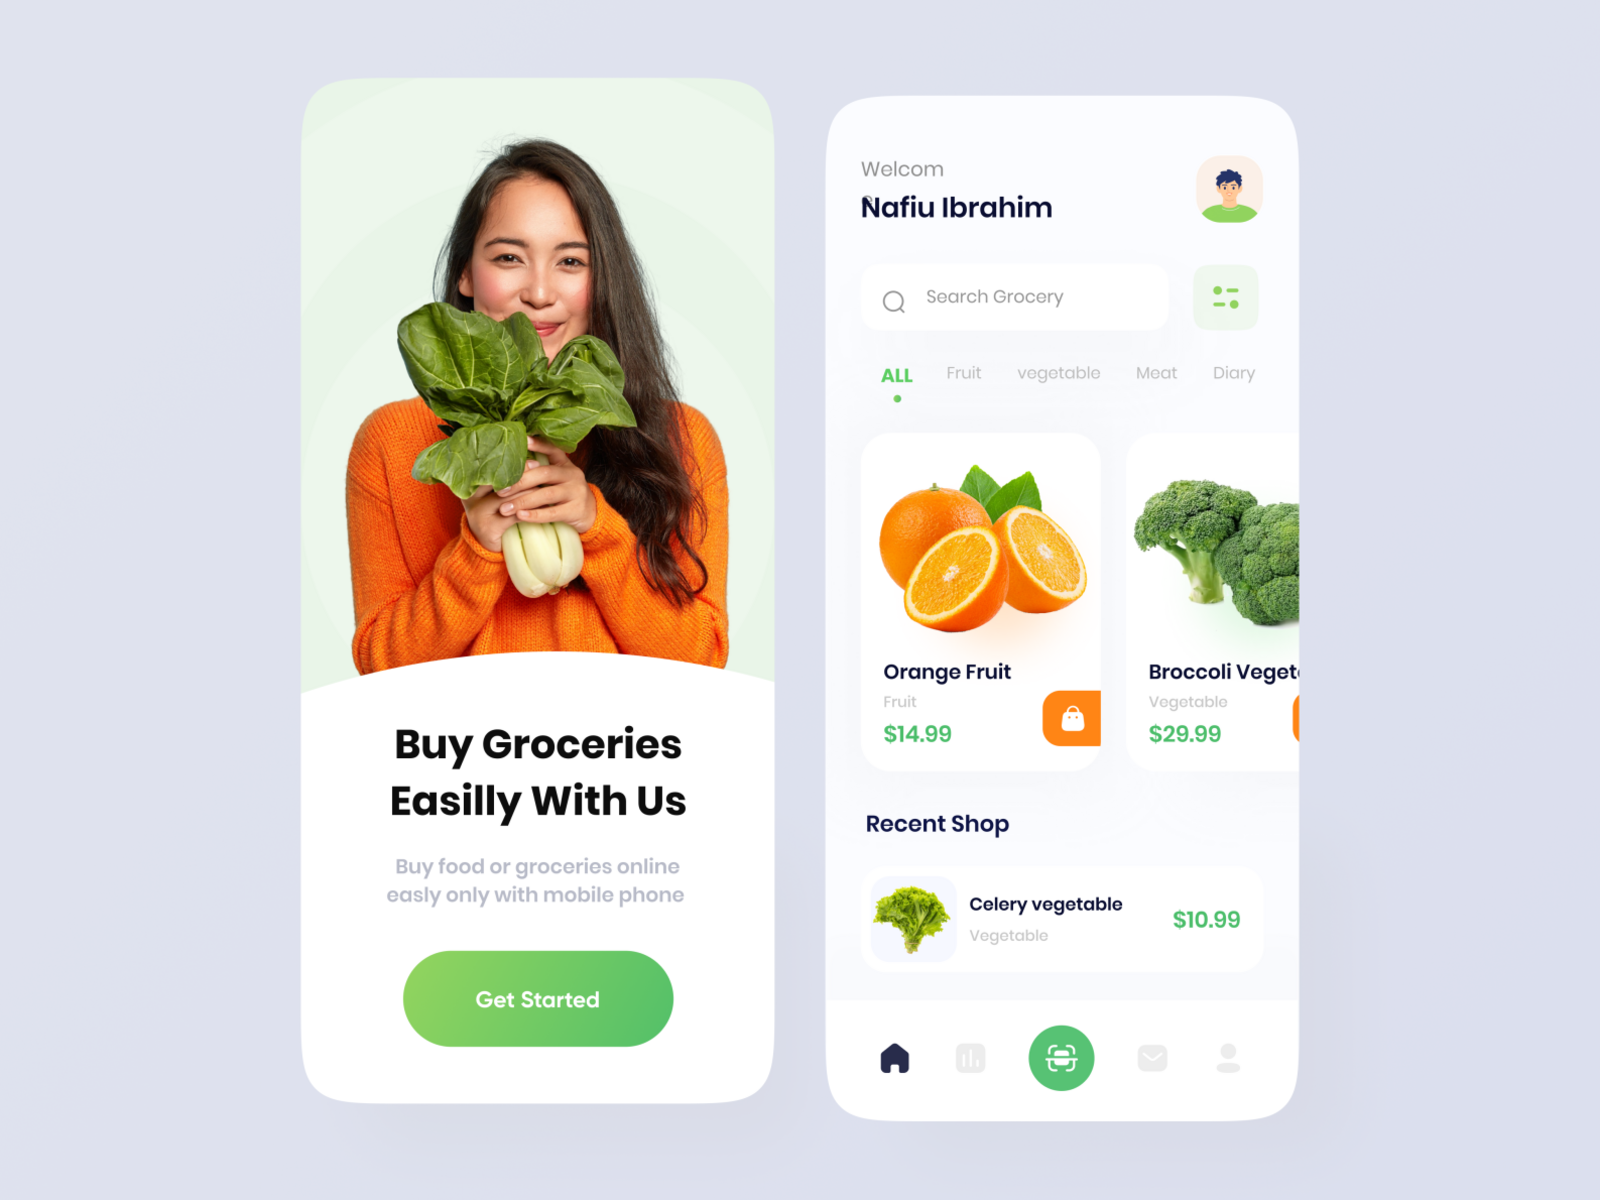 Buy Groceries
Easilly With Us
Buy food or groceries online
easly only with mobile phone
Get Started
Welcom
e
Nafiu Ibrahim
Search Grocery
ALL Fruit vegetable Meat Diary
Orange Fruit
Fruit
$14.99
Broccoli Veget
Vegetable
$29.99
Recent Shop
Celery vegetable
Vegetable
$10.99